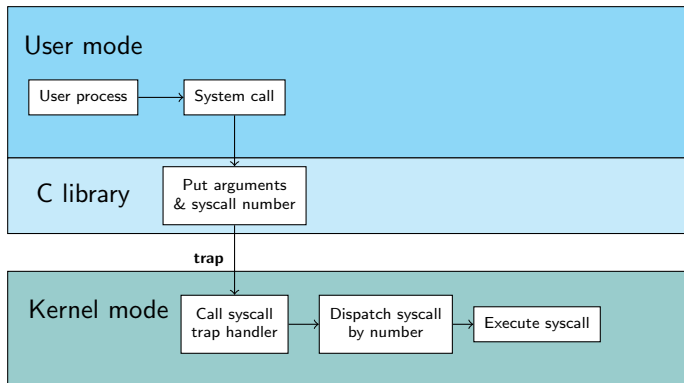 User mode
User process
System call
C library
Put arguments
& syscall number
trap
Kernel mode
Call syscall
trap handler
Dispatch syscall
by number
Execute syscall